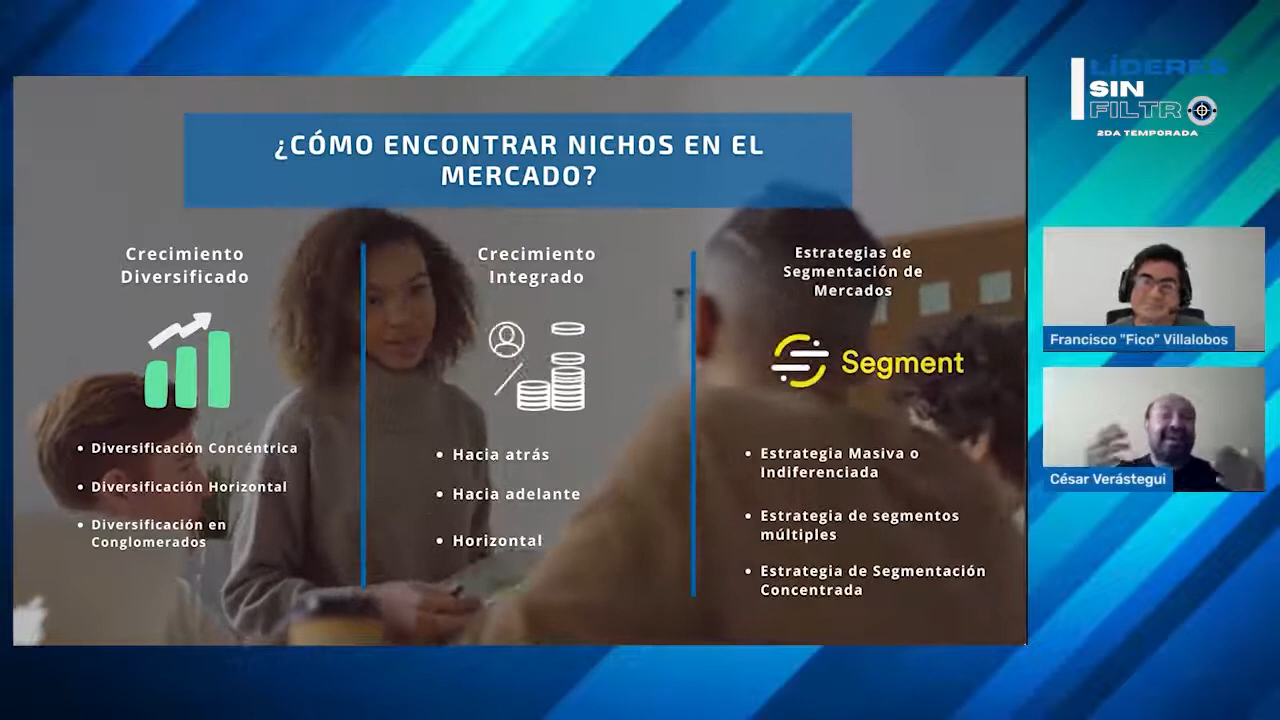 ¿CÓMO ENCONTRAR NICHOS EN EL
MERCADO?
Crecimiento
Diversificado
• Diversificación Concéntrica
• Diversificación Horizontal
• Diversificación en
Conglomerados
Crecimiento
Integrado
• Hacia atrás
• Hacia adelante
• Horizontal
Estrategias de
Segmentación de
Mercados
Segment
• Estrategia Masiva o
Indiferenciada
• Estrategia de segmentos
múltiples
• Estrategia de Segmentación
Concentrada
LÍDERES
SIN
FILTRO
2DA TEMPORADA
Francisco "Fico" Villalobos
César Verástegui